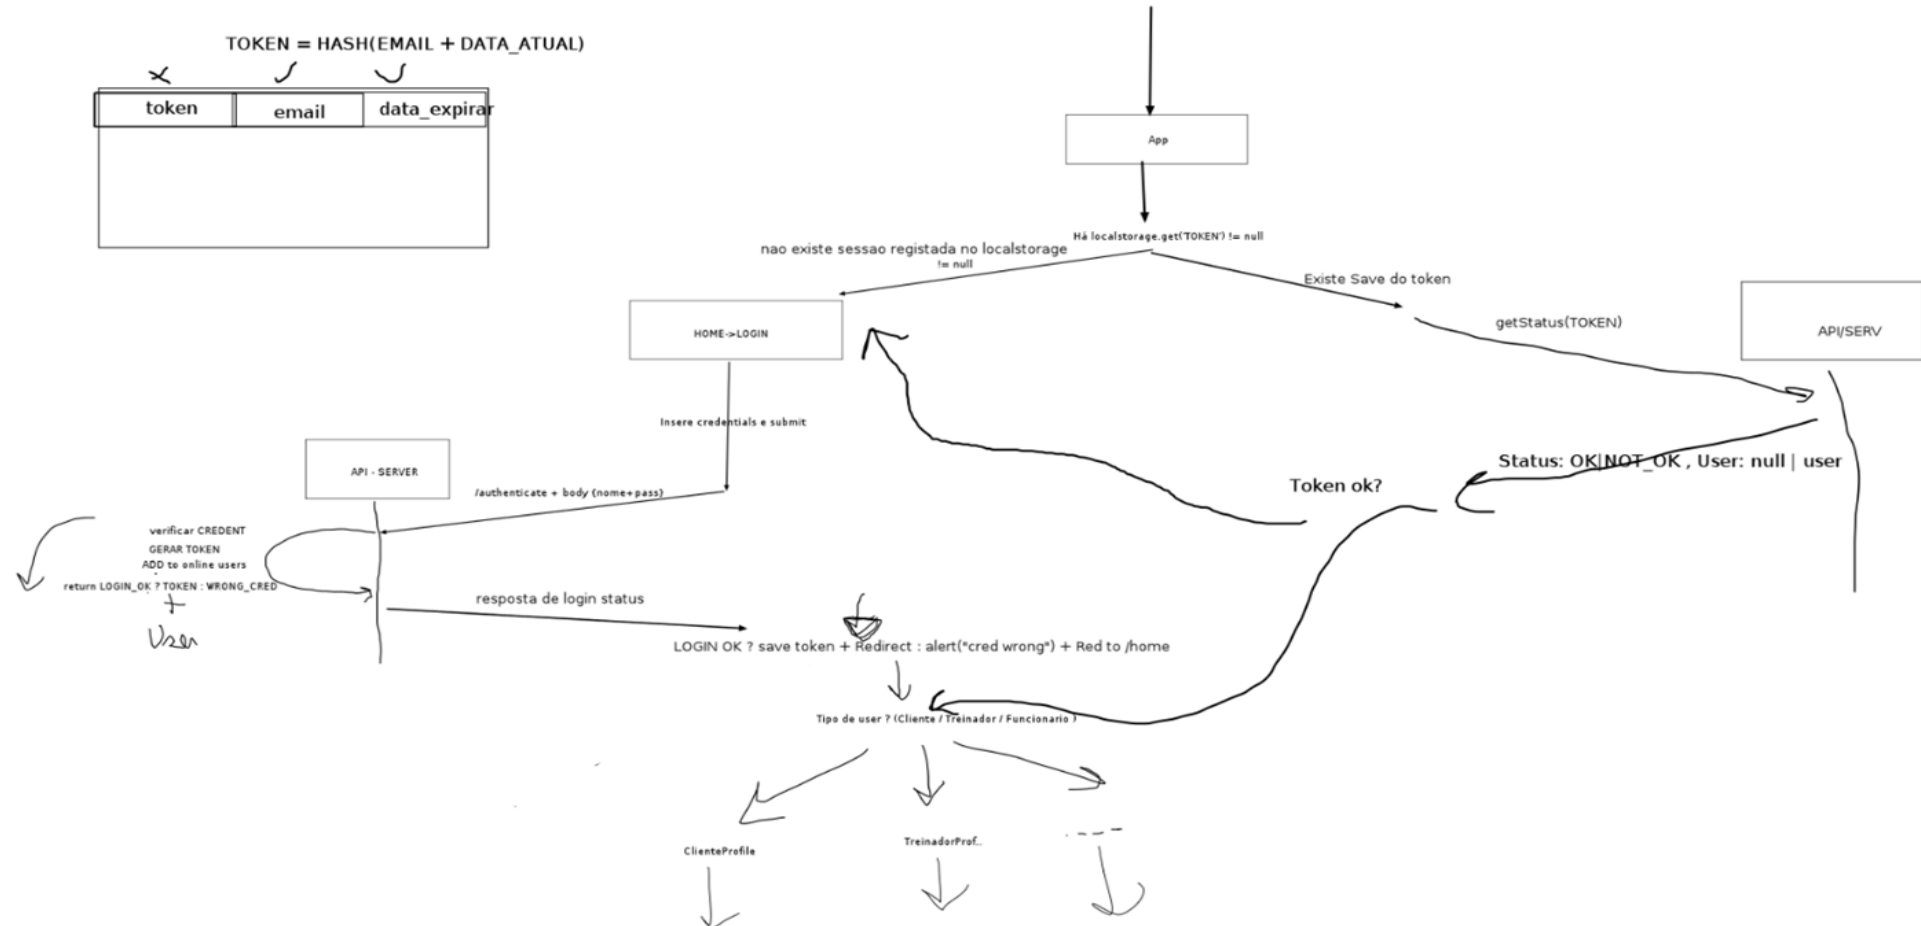 TOKEN = HASH(EMAIL + DATA_ATUAL)
token email data_expirar
App
Há localstorage.get('TOKEN') != null
nao existe sessao registada no localstorage
!= null
Existe Save do token
getStatus(TOKEN)
API/SERV
HOME->LOGIN
Insere credentials e submit
Status: OK|NOT_OK , User: null | user
Token ok?
API - SERVER
/authenticate + body {nome+pass}
verificar CREDENT
GERAR TOKEN
ADD to online users
return LOGIN_OK ? TOKEN : WRONG_CRED
+
User
resposta de login status
LOGIN OK ? save token + Redirect : alert("cred wrong") + Red to /home
Tipo de user ? (Cliente / Treinador / Funcionario )
ClienteProfile
TreinadorProf..
----